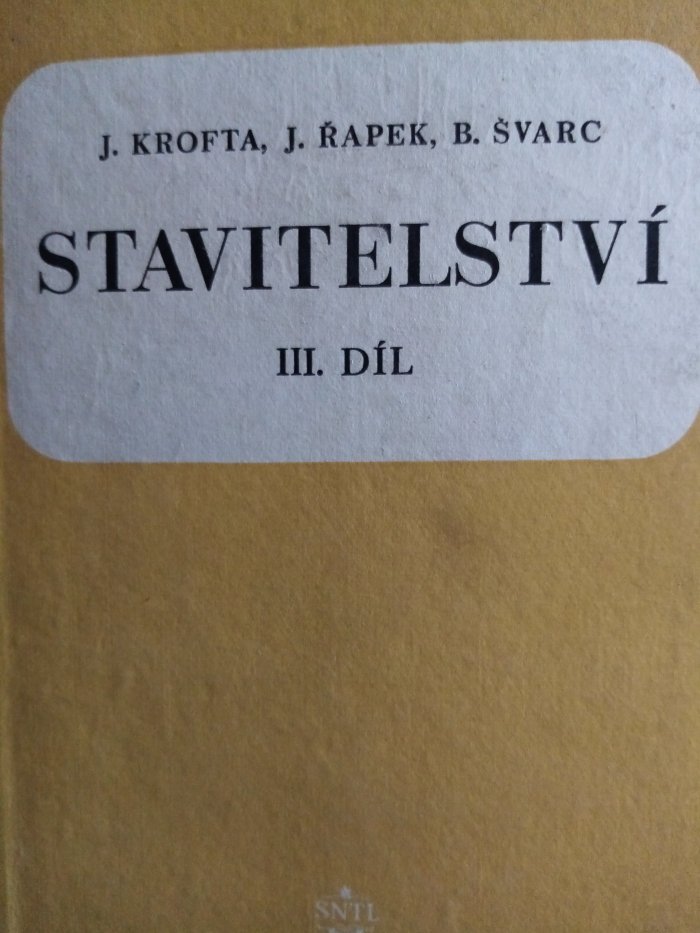 J. KROFTA, J. ŘAPEK, B. ŠVARC
STAVITELSTVÍ
III. DÍL
SNTL